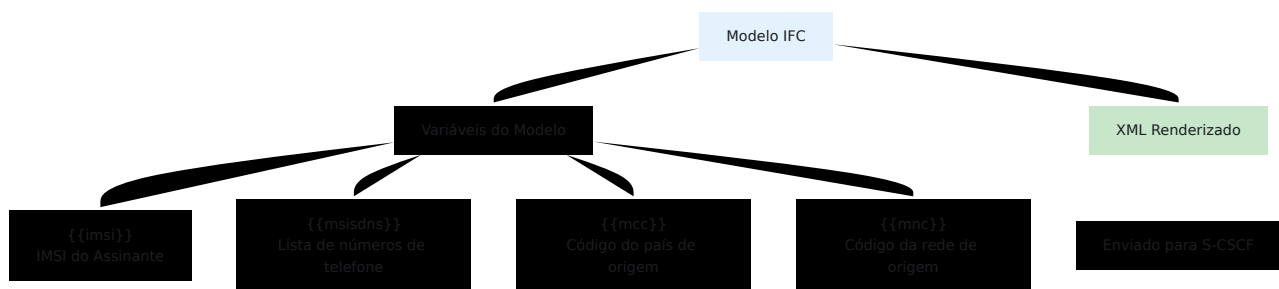 Modelo IFC
Variáveis do Modelo
XML Renderizado
{{imsi}}
IMSI do Assinante
{{msisdns}}
Lista de números de
telefone
{{mcc}}
Código do país de
origem
{{mnc}}
Código da rede de
origem
Enviado para S-CSCF